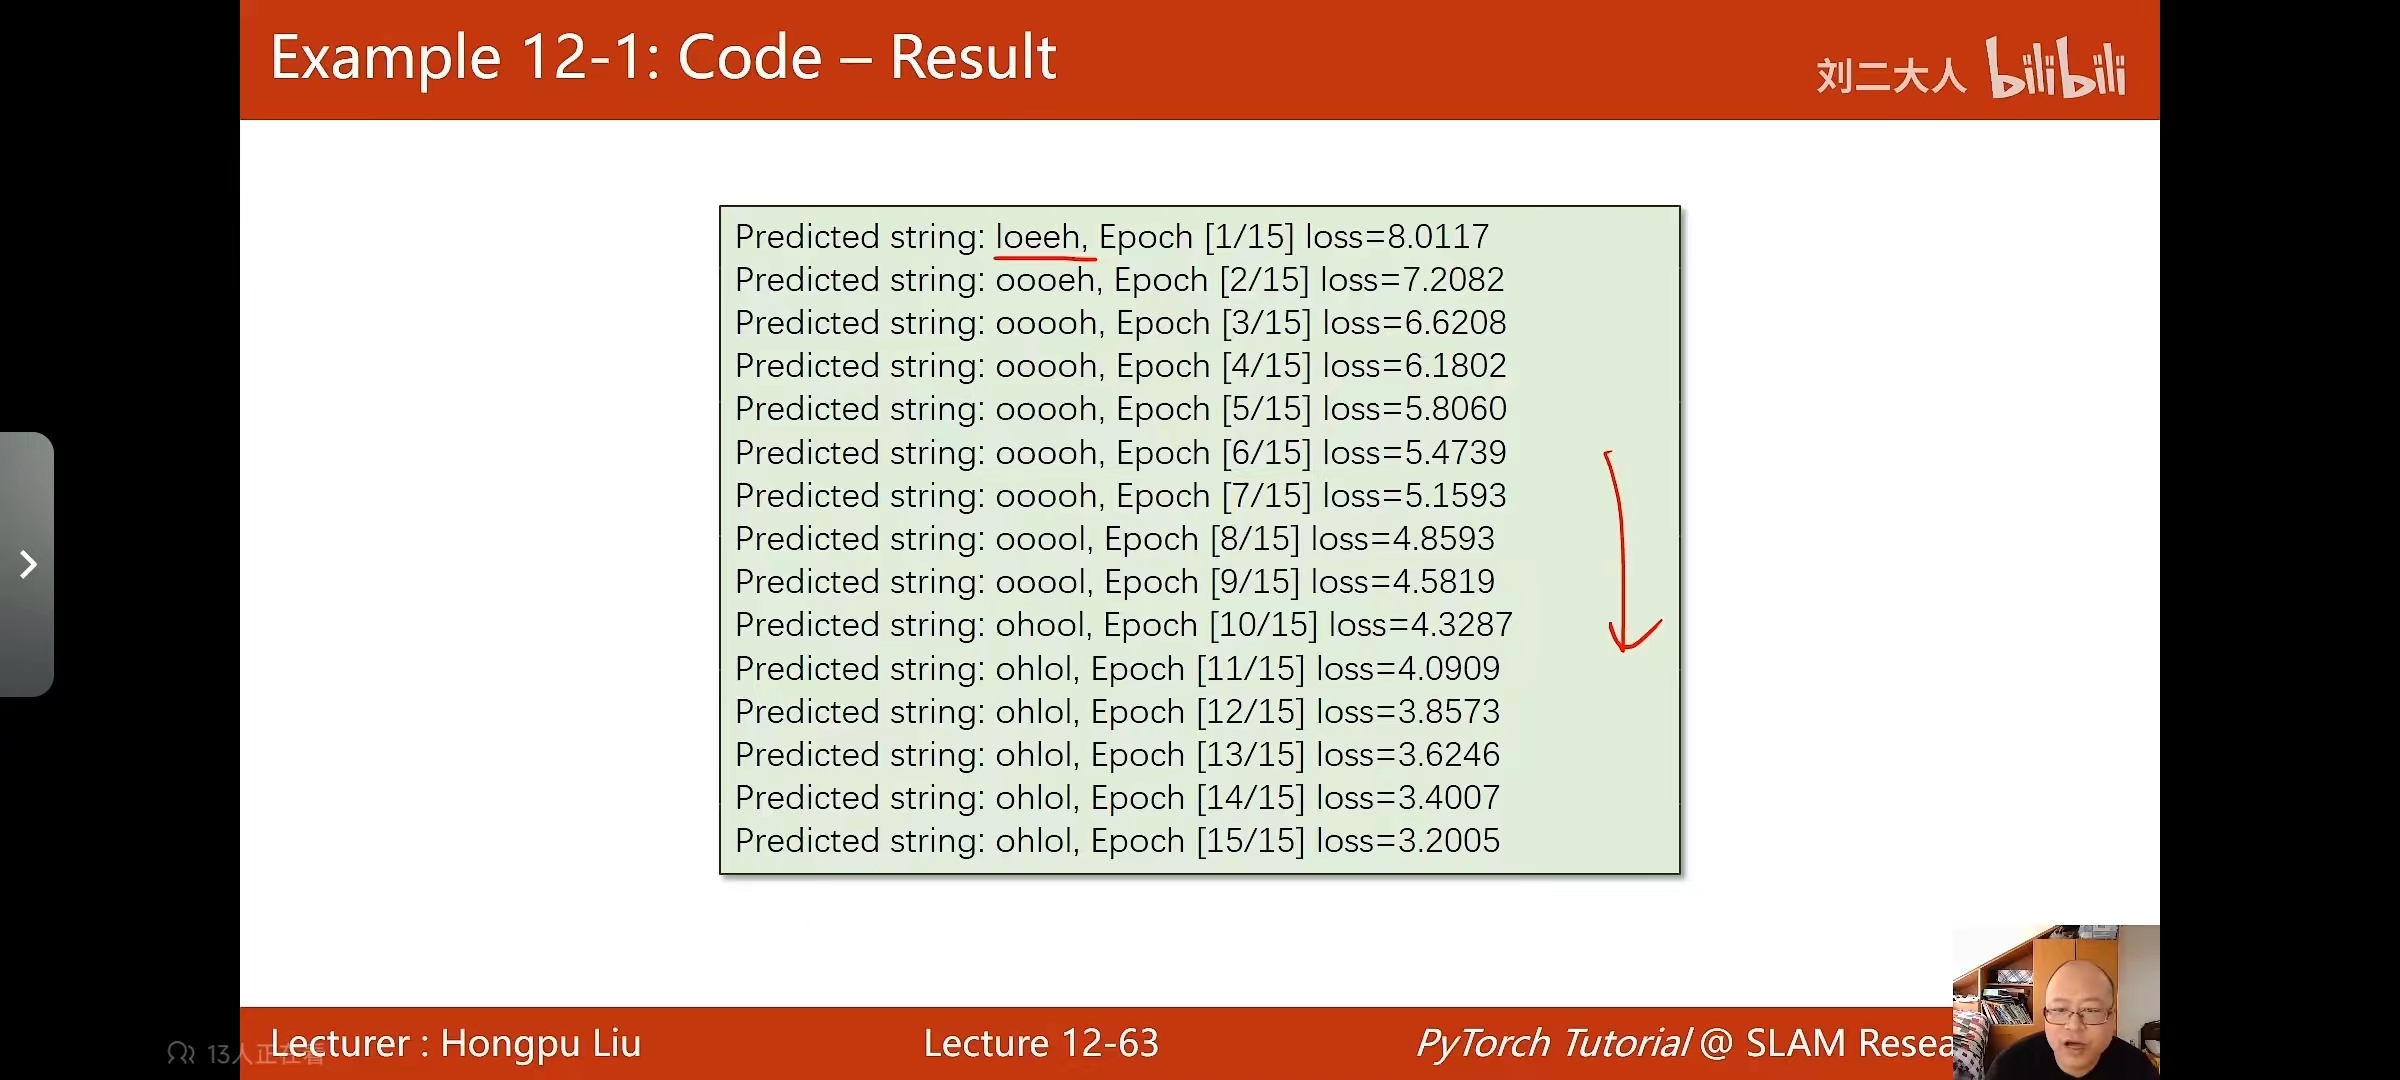 Example 12-1: Code – Result
刘二大人 bilibili
Predicted string: loeeh, Epoch [1/15] loss=8.0117
Predicted string: oooeh, Epoch [2/15] loss=7.2082
Predicted string: ooooh, Epoch [3/15] loss=6.6208
Predicted string: ooooh, Epoch [4/15] loss=6.1802
Predicted string: ooooh, Epoch [5/15] loss=5.8060
Predicted string: ooooh, Epoch [6/15] loss=5.4739
Predicted string: ooooh, Epoch [7/15] loss=5.1593
Predicted string: ooool, Epoch [8/15] loss=4.8593
Predicted string: ooool, Epoch [9/15] loss=4.5819
Predicted string: ohool, Epoch [10/15] loss=4.3287
Predicted string: ohlol, Epoch [11/15] loss=4.0909
Predicted string: ohlol, Epoch [12/15] loss=3.8573
Predicted string: ohlol, Epoch [13/15] loss=3.6246
Predicted string: ohlol, Epoch [14/15] loss=3.4007
Predicted string: ohlol, Epoch [15/15] loss=3.2005
Lecturer : Hongpu Liu
Lecture 12-63
PyTorch Tutorial @ SLAM Resea
13人正在看